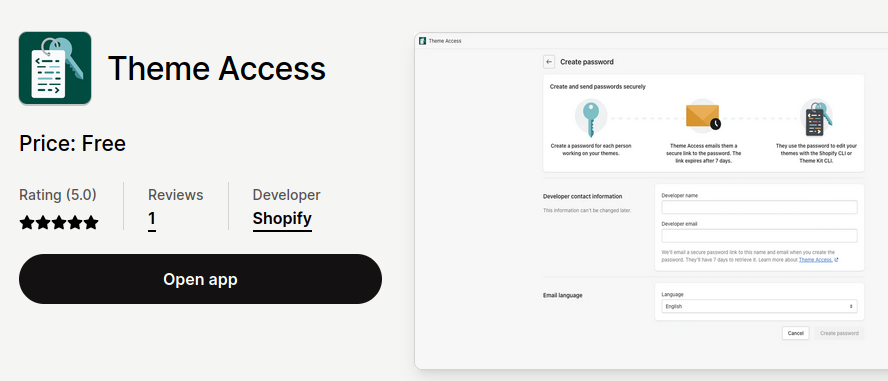 Theme Access
Price: Free
Rating (5.0)
Reviews
1
Developer
Shopify
Open app
Theme Access
Create password
Create and send passwords securely
Create a password for each person
working on your themes.
Theme Access emails them a
secure link to the password. The
link expires after 7 days.
They use the password to edit your
themes with the Shopify CLI or
Theme Kit CLI.
Developer contact information
This information can't be changed later.
Developer name
Developer email
We'll email a secure password link to this name and email when you create the
password. They'll have 7 days to retrieve it. Learn more about Theme Access.
Email language
Language
English
Cancel
Create password